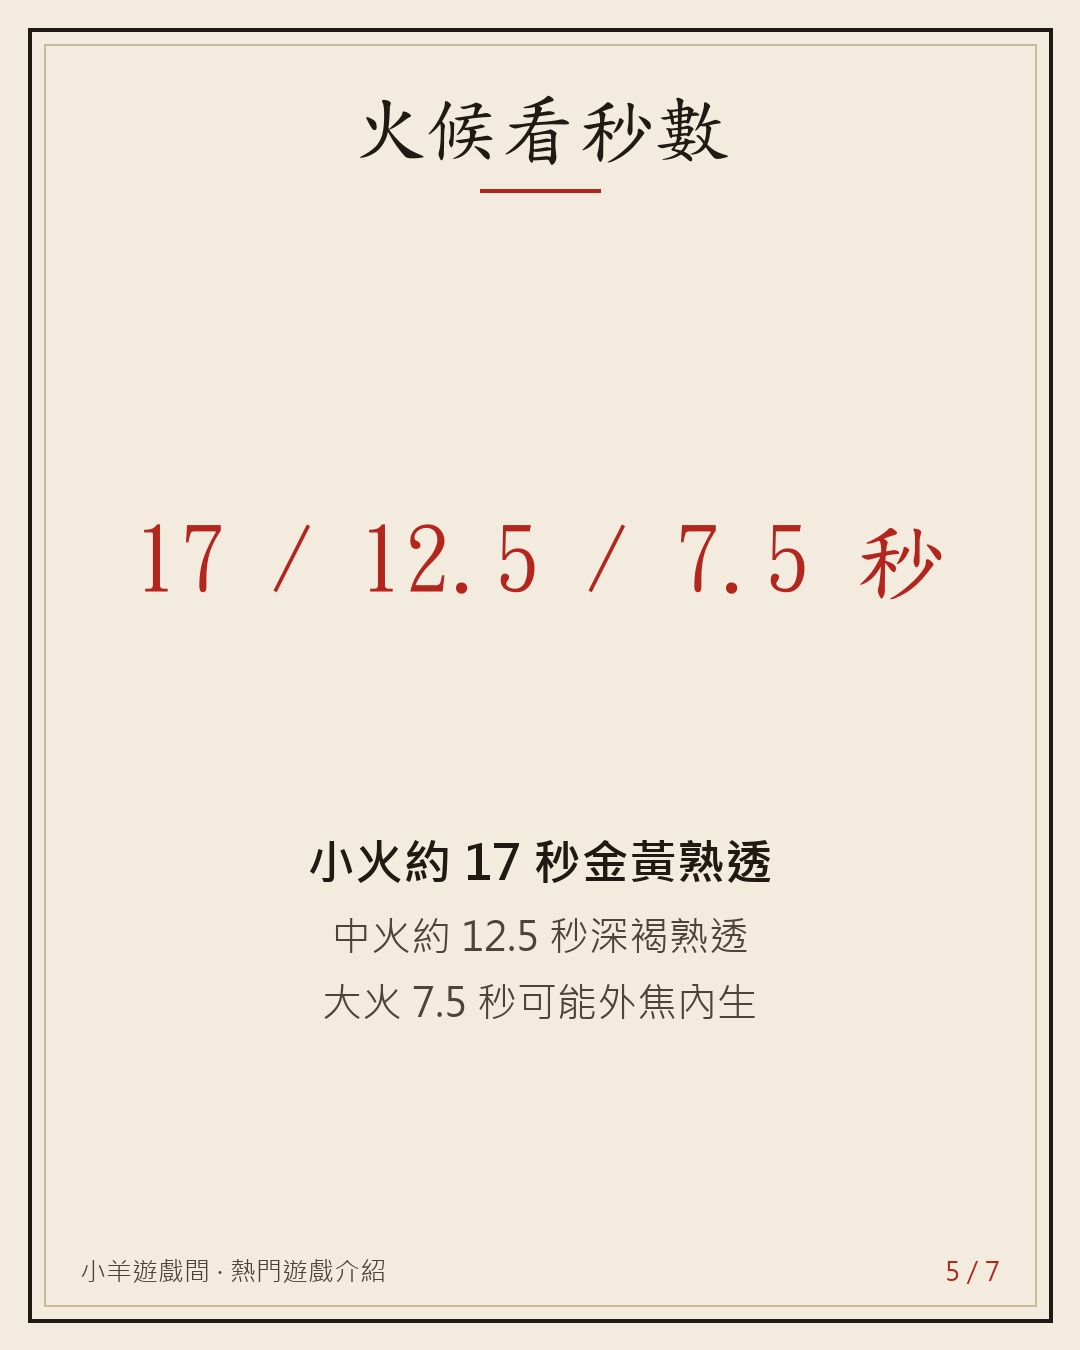 火候看秒數
17 / 12.5 / 7.5 秒
小火約 17 秒金黃熟透
中火約 12.5 秒深褐熟透
大火 7.5 秒可能外焦內生
小羊遊戲間 · 熱門遊戲介紹
5 / 7